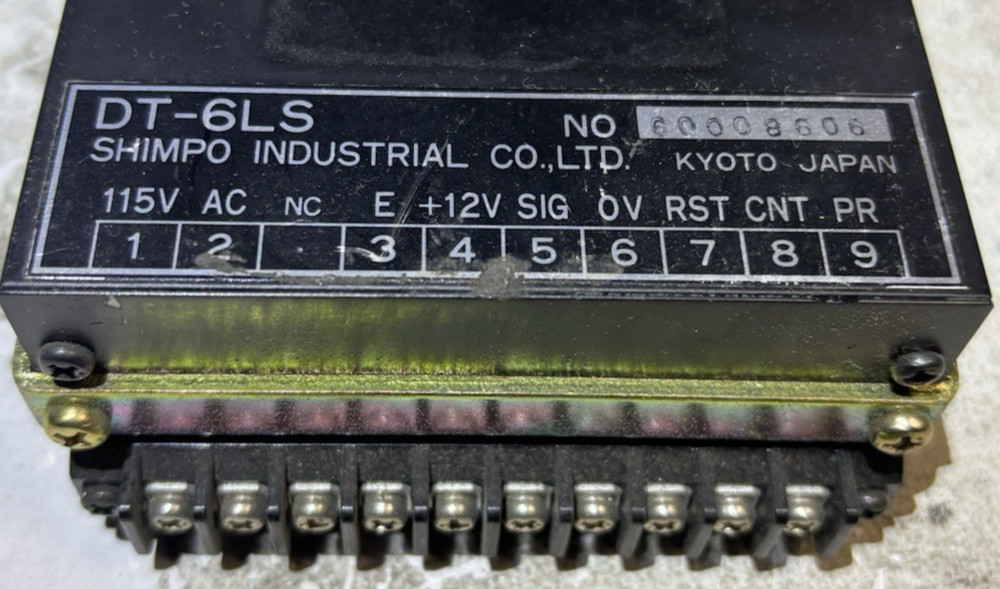 DT-6LS
NO 60008606
SHIMPO INDUSTRIAL CO.,LTD. KYOTO JAPAN
115V AC NC E +12V SIG 0V RST CNT PR
1 2 3 4 5 6 7 8 9